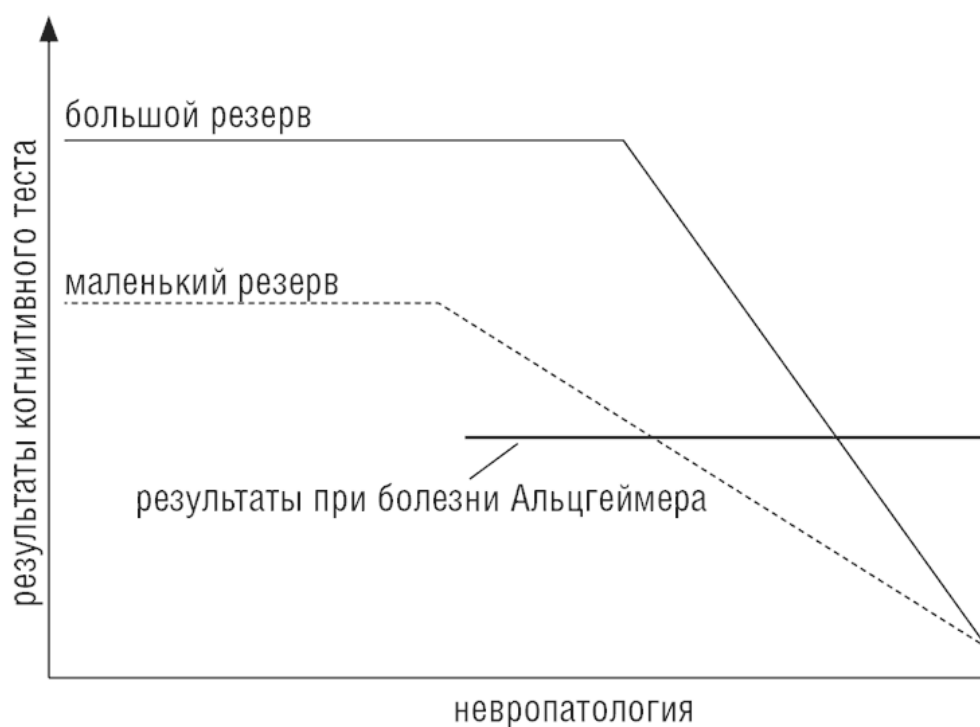 большой резерв
маленький резерв
результаты при болезни Альцгеймера
результаты когнитивного теста
невропатология